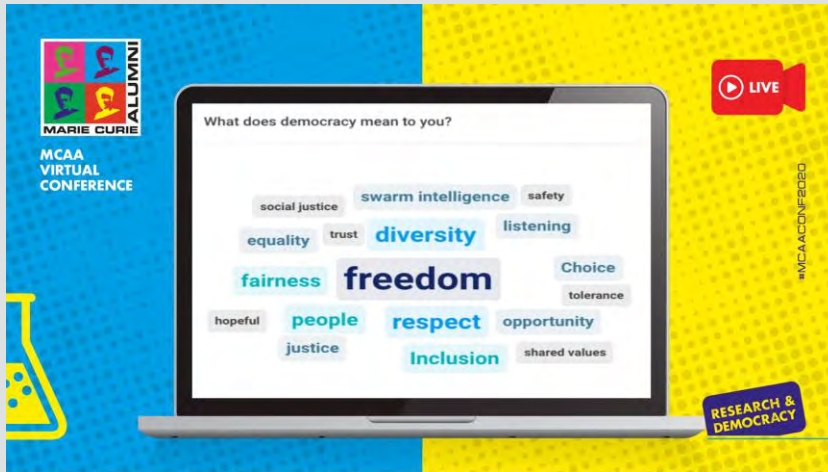 ALUMNI
MARIE CURIE
MCAA
VIRTUAL
CONFERENCE
LIVE
#MCAACONF2020
What does democracy mean to you?
social justice
swarm intelligence
safety
equality
trust
diversity
listening
fairness
freedom
Choice
tolerance
hopeful
people
respect
opportunity
justice
Inclusion
shared values
RESEARCH &
DEMOCRACY